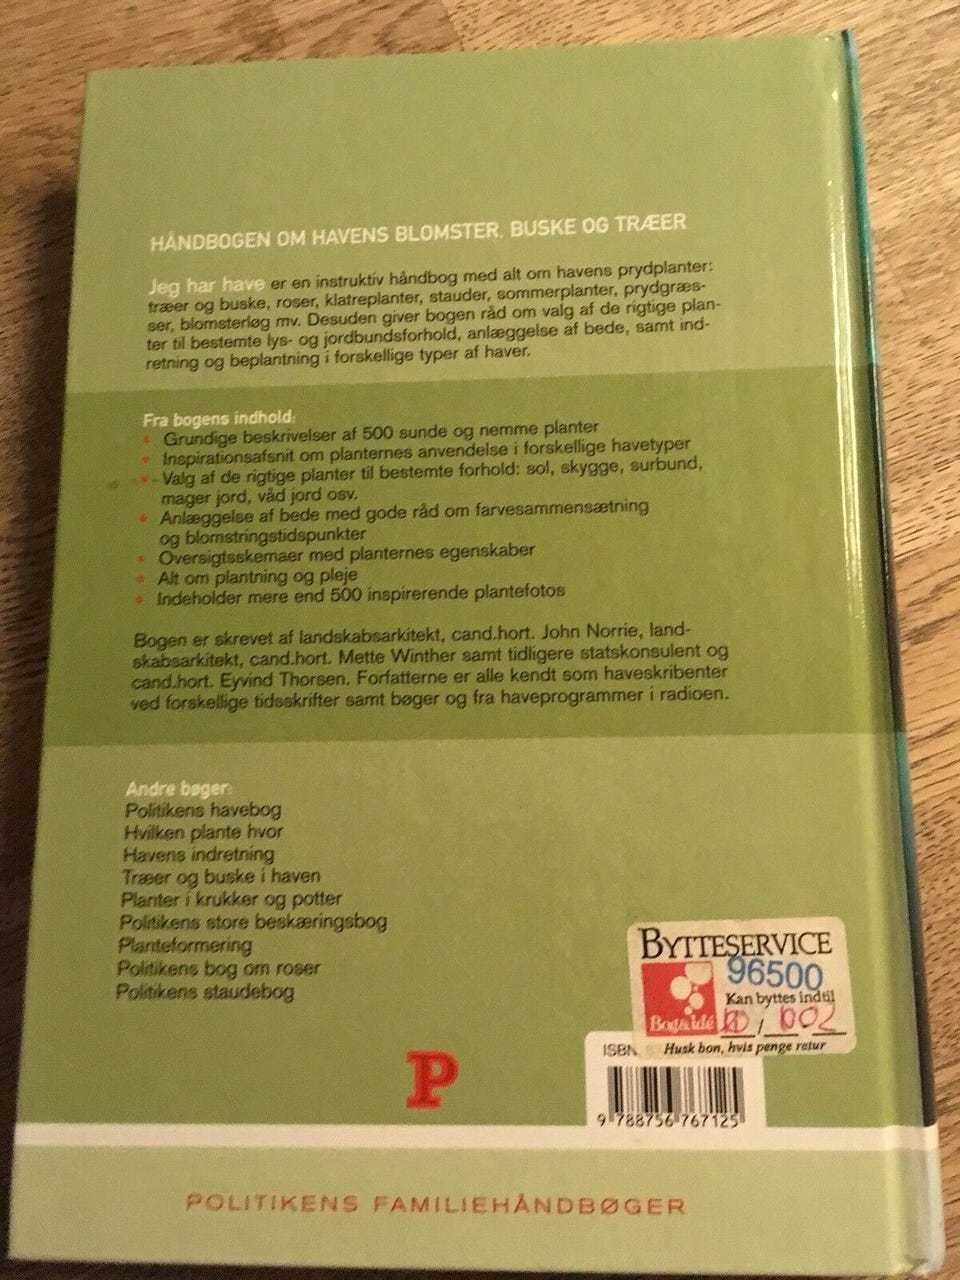 HÅNDBOGEN OM HAVENS BLOMSTER, BUSKE OG TRÆER
Jeg har have er en instruktiv håndbog med alt om havens prydplanter:
træer og buske, roser, klatreplanter, stauder, sommerplanter, prydgræs-
ser, blomsterløg mv. Desuden giver bogen råd om valg af de rigtige plan-
ter til bestemte lys- og jordbundsforhold, anlæggelse af bede, samt ind-
retning og beplantning i forskellige typer af haver.
Fra bogens indhold:
• Grundige beskrivelser af 500 sunde og nemme planter
• Inspirationsafsnit om planternes anvendelse i forskellige havetyper
• Valg af de rigtige planter til bestemte forhold: sol, skygge, surbund,
mager jord, våd jord osv.
• Anlæggelse af bede med gode råd om farvesammensætning
og blomstringstidspunkter
• Oversigtsskemaer med planternes egenskaber
• Alt om plantning og pleje
• Indeholder mere end 500 inspirerende plantefotos
Bogen er skrevet af landskabsarkitekt, cand.hort. John Norrie, land-
skabsarkitekt, cand.hort. Mette Winther samt tidligere statskonsulent og
cand.hort. Eyvind Thorsen. Forfatterne er alle kendt som haveskribenter
ved forskellige tidsskrifter samt bøger og fra haveprogrammer i radioen.
Andre bøger:
Politikens havebog
Hvilken plante hvor
Havens indretning
Træer og buske i haven
Planter i krukker og potter
Politikens store beskæringsbog
Planteformering
Politikens bog om roser
Politikens staudebog
BYTTESERVICE
96500
Kan byttes indtil
Bog&idé
Husk bon, hvis penge retur
ISBN
9 788756 767125
P
POLITIKENS FAMILIEHÅNDBØGER